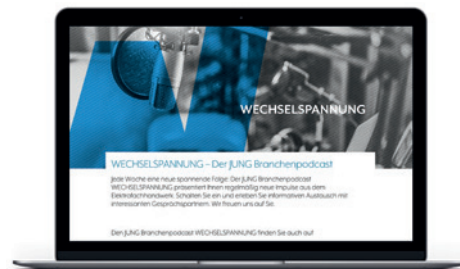 WECHSELSPANNUNG
WECHSELSPANNUNG – Der JUNG Branchenpodcast
Jede Woche eine neue spannende Folge: Der JUNG Branchenpodcast
WECHSELSPANNUNG präsentiert Ihnen regelmäßig neue Impulse aus dem
Elektrofachhandwerk. Schalten Sie ein und erleben Sie informativen Austausch mit
interessanten Gesprächspartnern. Wir freuen uns auf Sie.
Den JUNG Branchenpodcast WECHSELSPANNUNG finden Sie auch auf